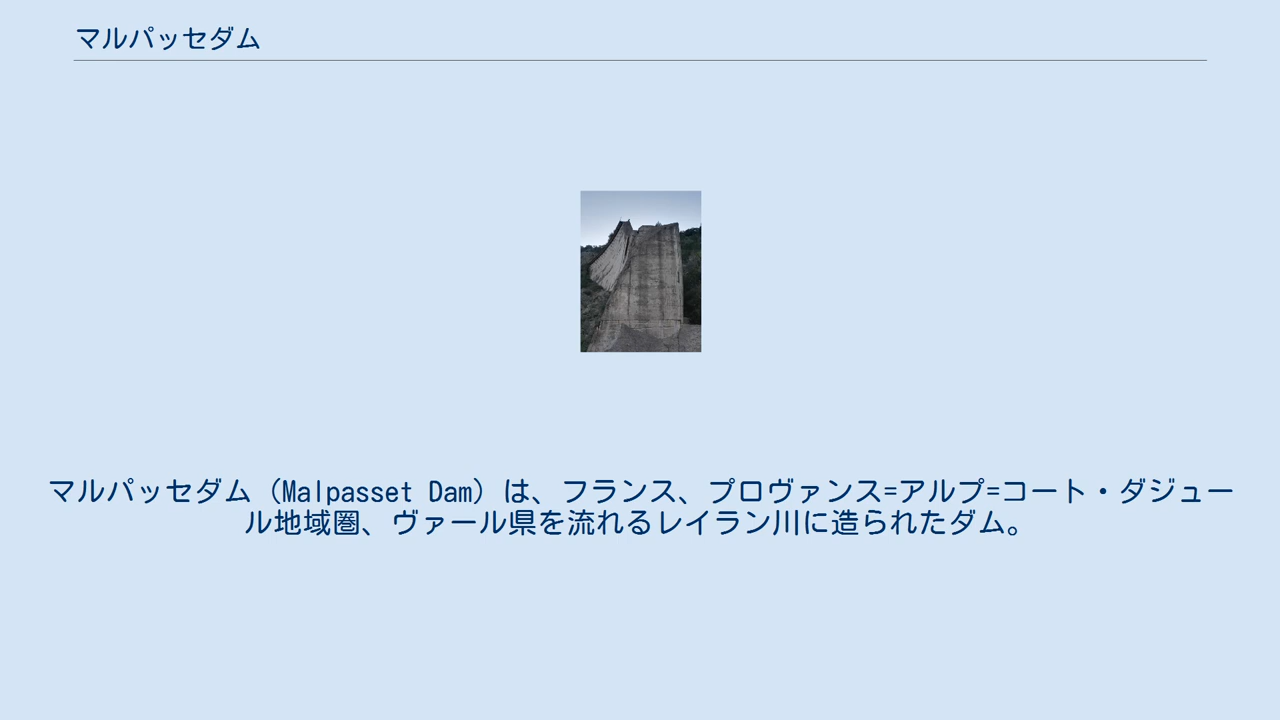 マルパッセダム
マルパッセダム（Malpasset Dam）は、フランス、プロヴァンス=アルプ=コート・ダジュー
ル地域圏、ヴァール県を流れるレイラン川に造られたダム。